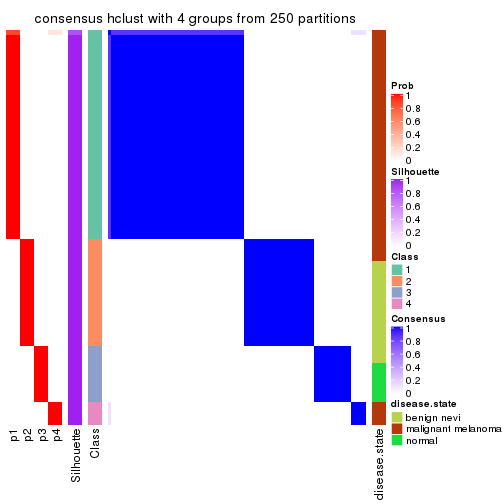 consensus hclust with 4 groups from 250 partitions
Prob
1
0.8
0.6
0.4
0.2
0
Silhouette
1
0.8
0.6
0.4
0.2
0
Class
1
2
3
4
Consensus
1
0.8
0.6
0.4
0.2
0
disease.state
benign nevi
malignant melanoma
normal
p1
p2
p3
p4
Silhouette
Class
disease.state